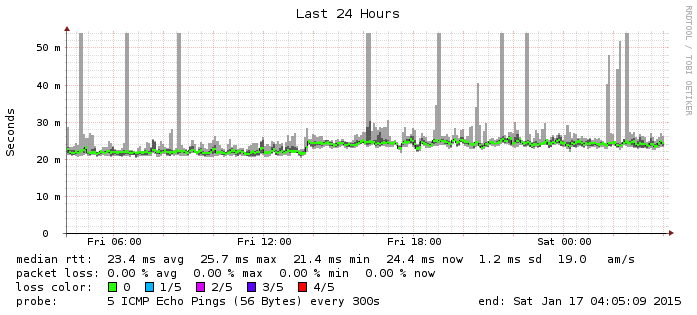 Last 24 Hours
RRDTOOL / TOBI OETIKER
Seconds
50 m
40 m
30 m
20 m
10 m
0
Fri 06:00 Fri 12:00 Fri 18:00 Sat 00:00
median rtt: 23.4 ms avg 25.7 ms max 21.4 ms min 24.4 ms now 1.2 ms sd 19.0 am/s
packet loss: 0.00 % avg 0.00 % max 0.00 % min 0.00 % now
loss color: 0 1/5 2/5 3/5 4/5
probe: 5 ICMP Echo Pings (56 Bytes) every 300s end: Sat Jan 17 04:05:09 2015